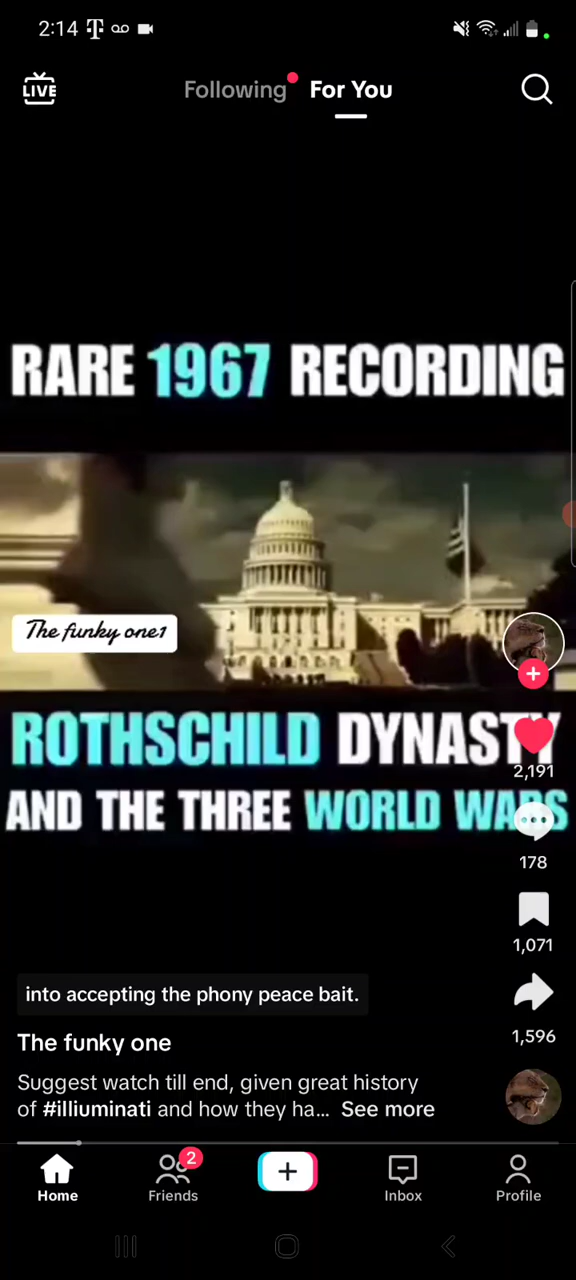 2:14
LIVE
Following
For You
RARE 1967 RECORDING
The funky one1
ROTHSCHILD DYNASTY
AND THE THREE WORLD WARS
2,191
178
1,071
1,596
into accepting the phony peace bait.
The funky one
Suggest watch till end, given great history
of #illiuminati and how they ha... See more
Home
2
Friends
Inbox
Profile